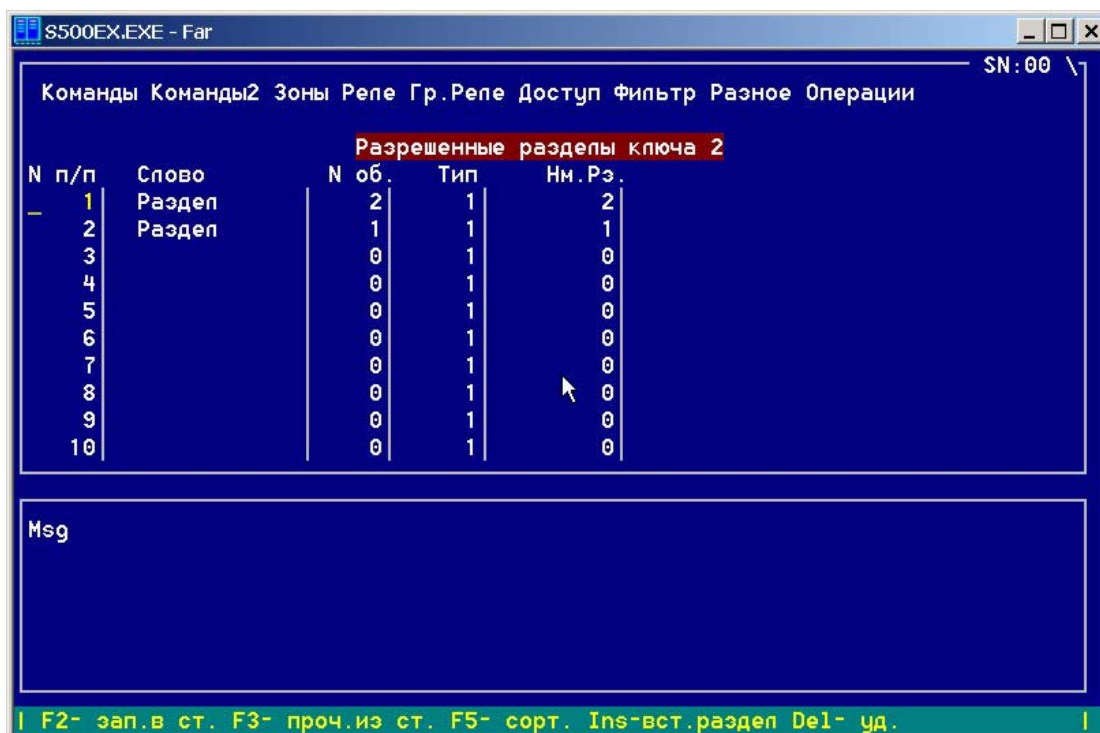 S500EX.EXE - Far
SN:00 \
Команды Команды2 Зоны Реле Гр.Реле Доступ Фильтр Разное Операции
Разрешенные разделы ключа 2
N п/п Слово N об. Тип Нм.Рз.
1 Раздел 2 1 2
2 Раздел 1 1 1
3 0 1 0
4 0 1 0
5 0 1 0
6 0 1 0
7 0 1 0
8 0 1 0
9 0 1 0
10 0 1 0
Msg
| F2- зап.в ст. F3- проч.из ст. F5- сорт. Ins-вст.раздел Del- уд. |